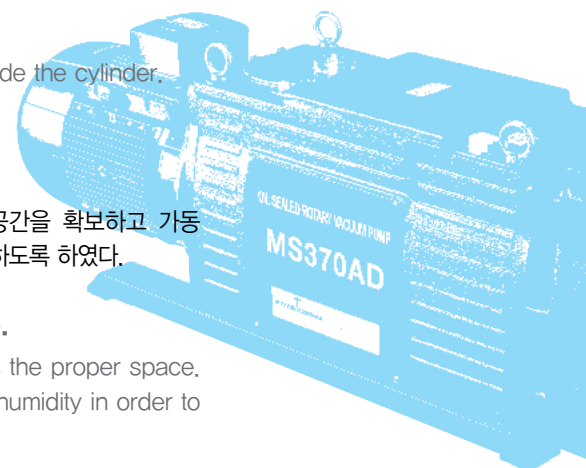 de the cylinder.
공간을 확보하고 가동
하도록 하였다.
OIL SEALED ROTARY VACUUM PUMP
MS370AD
the proper space.
humidity in order to